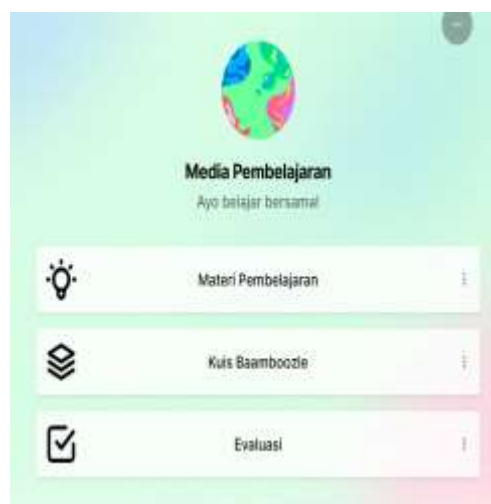 Media Pembelajaran
Ayo belajar bersama!
Materi Pembelajaran
Kuis Baamboozle
Evaluasi